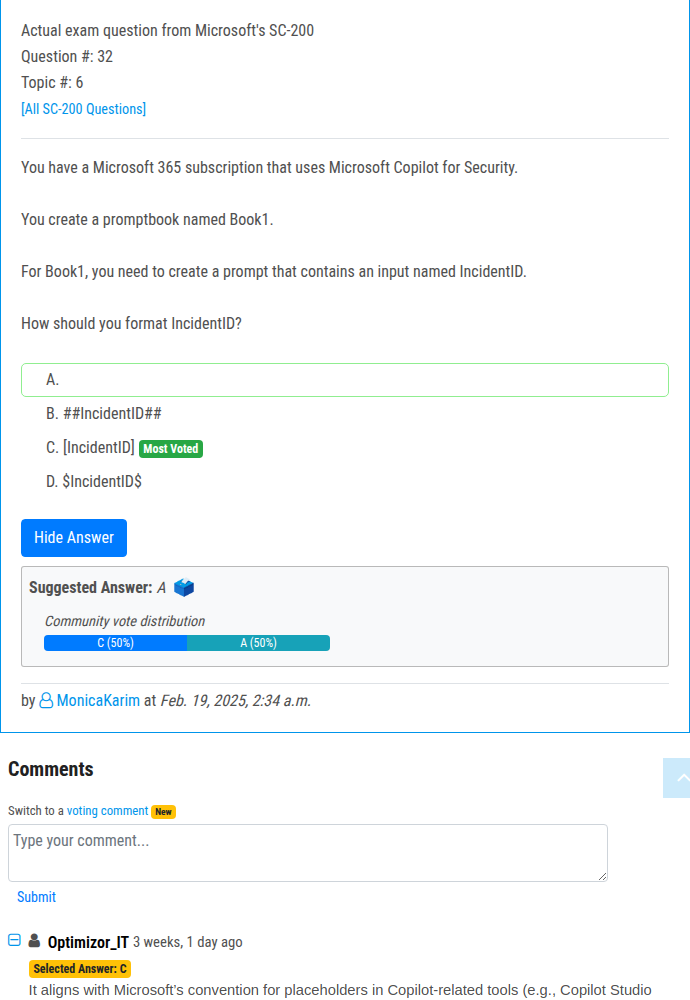 Actual exam question from Microsoft's SC-200
Question #: 32
Topic #: 6
[All SC-200 Questions]
You have a Microsoft 365 subscription that uses Microsoft Copilot for Security.
You create a promptbook named Book1.
For Book1, you need to create a prompt that contains an input named IncidentID.
How should you format IncidentID?
A.
B. ##IncidentID##
C. [IncidentID] Most Voted
D. $IncidentID$
Hide Answer
Suggested Answer: A
Community vote distribution
C (50%) A (50%)
by MonicaKarim at Feb. 19, 2025, 2:34 a.m.
Comments
Switch to a voting comment New
Type your comment...
Submit
Optimizor_IT 3 weeks, 1 day ago
Selected Answer: C
It aligns with Microsoft's convention for placeholders in Copilot-related tools (e.g., Copilot Studio